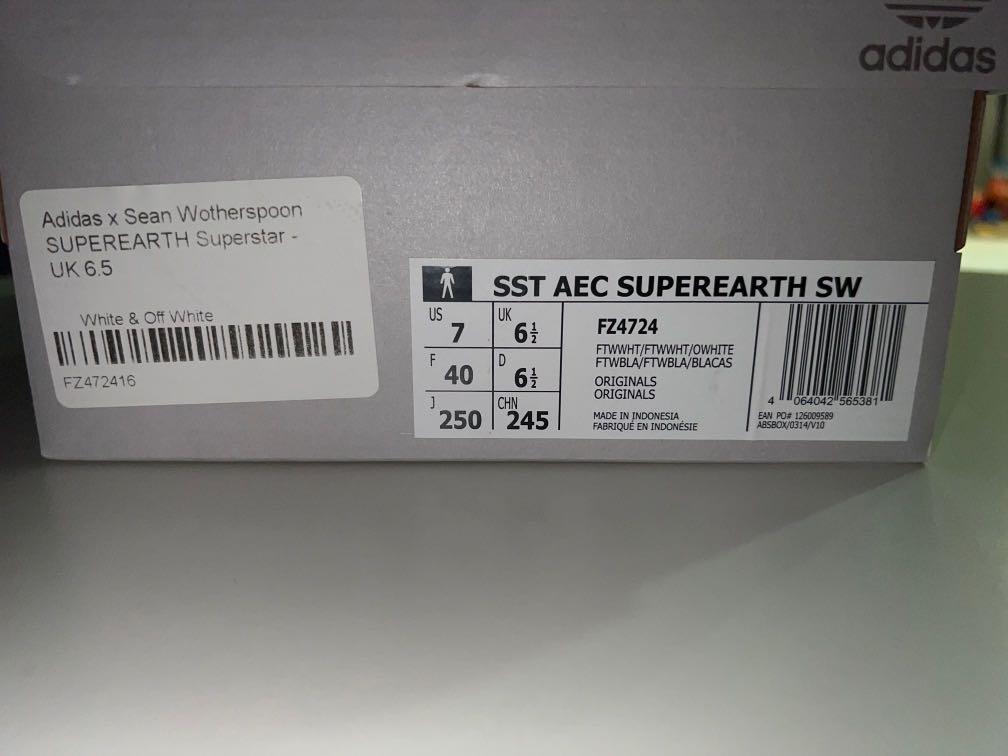 adidas
Adidas x Sean Wotherspoon
SUPEREARTH Superstar -
UK 6.5
White & Off White
FZ472416
SST AEC SUPEREARTH SW
US 7
UK 6½
F 40
D 6½
J 250
CHN 245
FZ4724
FTWWHT/FTWWHT/OWHITE
FTWBLA/FTWBLA/BLACAS
ORIGINALS
ORIGINALS
MADE IN INDONESIA
FABRIQUÉ EN INDONÉSIE
4 064042 565381
EAN PO# 126009589
ABSBOX/0314/V10